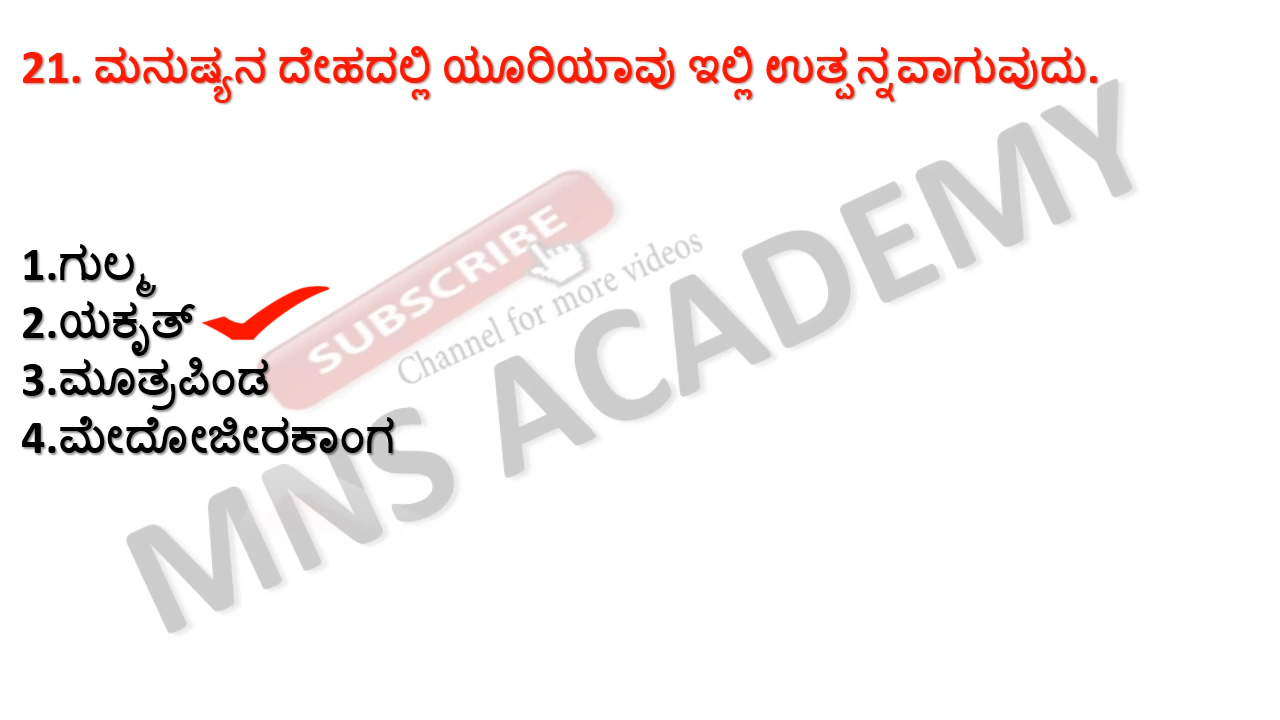 21. ಮನುಷ್ಯನ ದೇಹದಲ್ಲಿ ಯೂರಿಯಾವು ಇಲ್ಲಿ ಉತ್ಪನ್ನವಾಗುವುದು.
1.ಗುಲ್ಮ
2.ಯಕೃತ್
3.ಮೂತ್ರಪಿಂಡ
4.ಮೇದೋಜೀರಕಾಂಗ
SUBSCRIBE
Channel for more videos
MNS ACADEMY